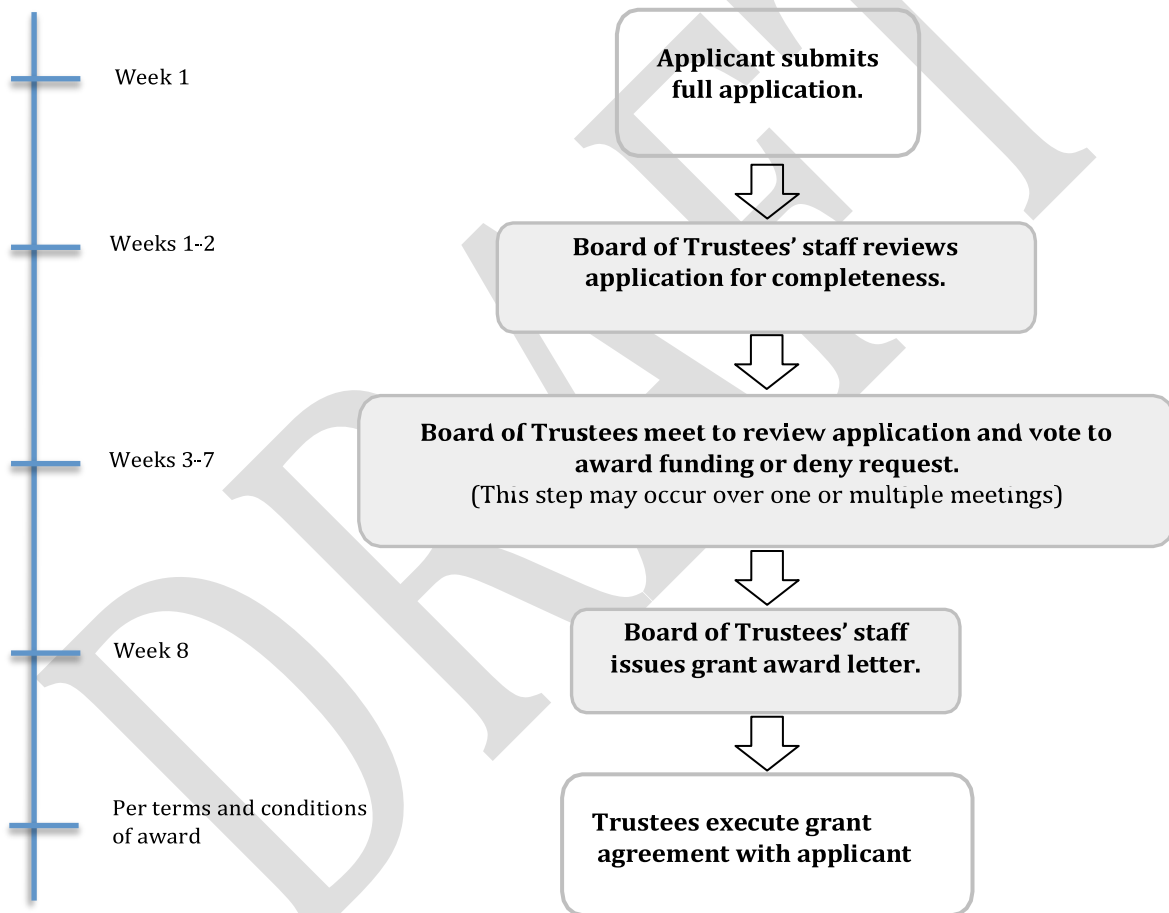 Week 1
Applicant submits
full application.
Weeks 1-2
Board of Trustees’ staff reviews
application for completeness.
Weeks 3-7
Board of Trustees meet to review application and vote to
award funding or deny request.
(This step may occur over one or multiple meetings)
Week 8
Board of Trustees’ staff
issues grant award letter.
Per terms and conditions
of award
Trustees execute grant
agreement with applicant
DRAFT